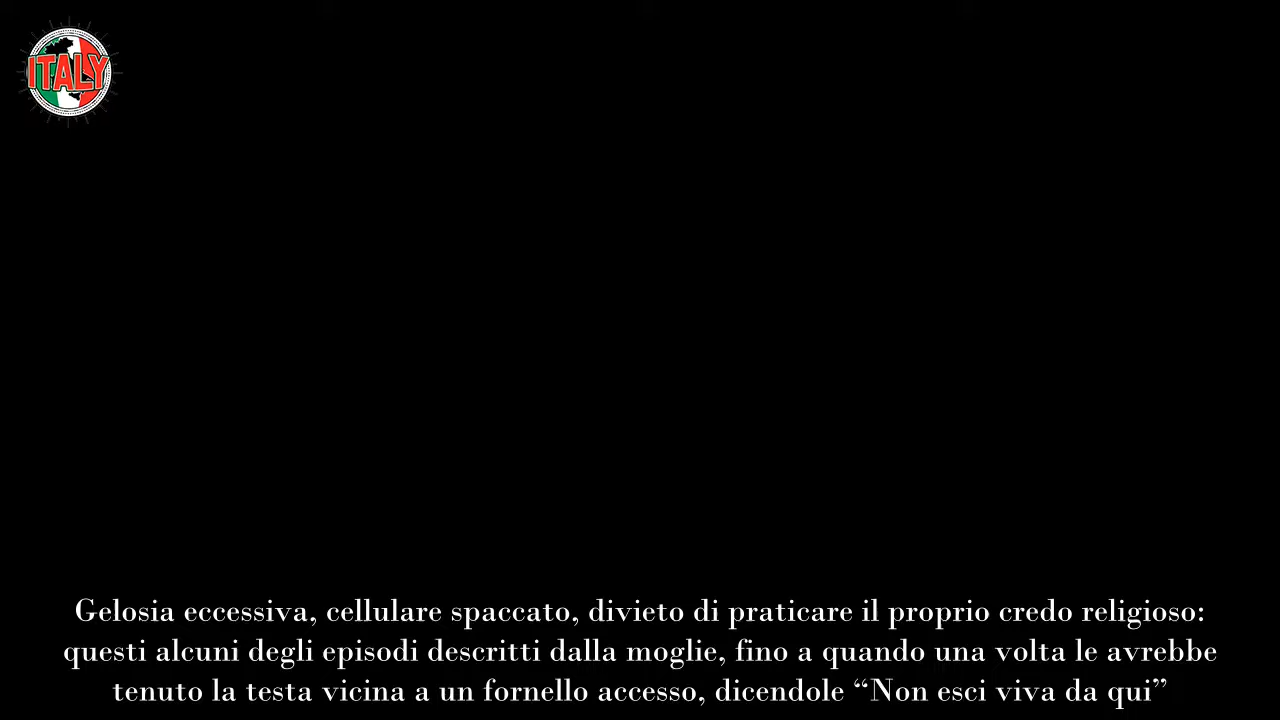 ITALY
Gelosia eccessiva, cellulare spaccato, divieto di praticare il proprio credo religioso:
questi alcuni degli episodi descritti dalla moglie, fino a quando una volta le avrebbe
tenuto la testa vicina a un fornello accesso, dicendole “Non esci viva da qui”